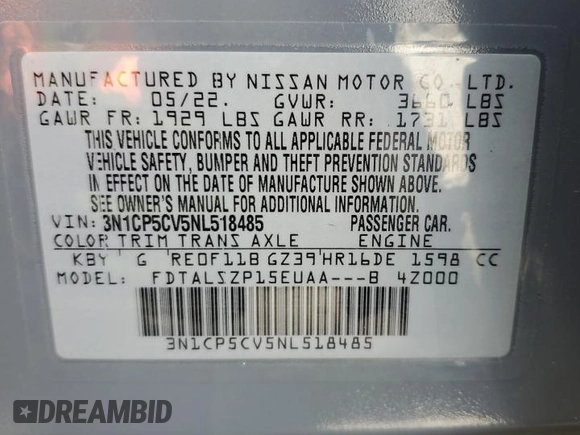 MANUFACTURED BY NISSAN MOTOR CO., LTD.
DATE: 05/22. GVWR: 3660 LBS
GAWR FR: 1929 LBS GAWR RR: 1731 LBS
THIS VEHICLE CONFORMS TO ALL APPLICABLE FEDERAL MOTOR
VEHICLE SAFETY, BUMPER AND THEFT PREVENTION STANDARDS
IN EFFECT ON THE DATE OF MANUFACTURE SHOWN ABOVE.
SEE OWNER'S MANUAL FOR ADDITIONAL INFORMATION.
VIN: 3N1CP5CV5NL518485 PASSENGER CAR.
COLOR TRIM TRANS AXLE ENGINE
KBY G RE0F11B GZ39 HR16DE 1598 CC
MODEL: FDTALSZP15EUAA---B 4Z000
3N1CP5CV5NL518485
DREAMBID